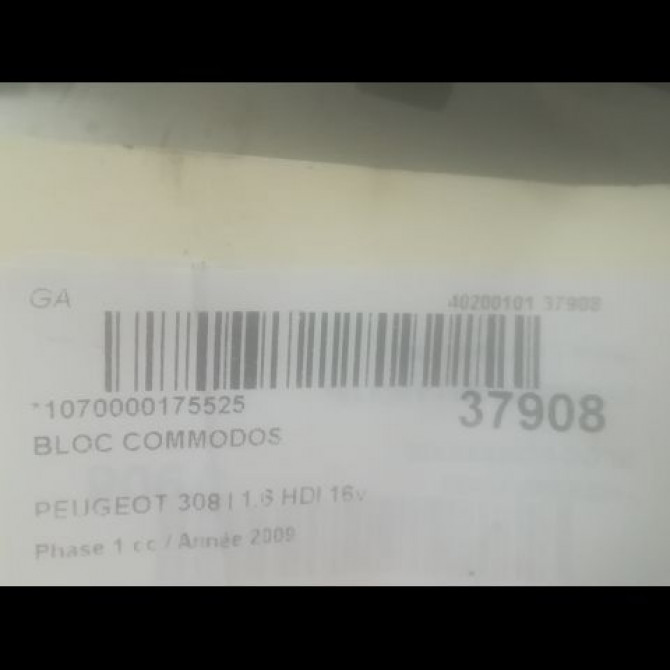 GA
40200101 37908
*1070000175525
37908
BLOC COMMODOS
PEUGEOT 308 I 1.6 HDI 16v
Phase 1 cc / Année 2009